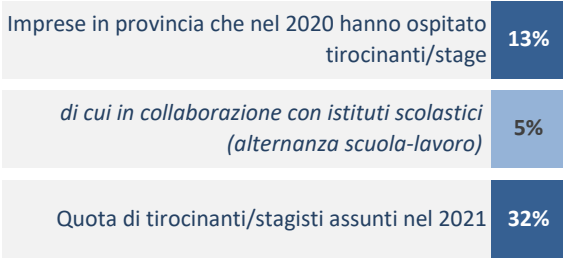 Imprese in provincia che nel 2020 hanno ospitato
tirocinanti/stage
13%
di cui in collaborazione con istituti scolastici
(alternanza scuola-lavoro)
5%
Quota di tirocinanti/stagisti assunti nel 2021
32%